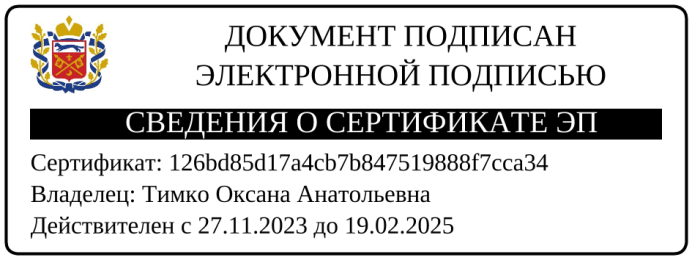 ДОКУМЕНТ ПОДПИСАН
ЭЛЕКТРОННОЙ ПОДПИСЬЮ
СВЕДЕНИЯ О СЕРТИФИКАТЕ ЭП
Сертификат: 126bd85d17a4cb7b847519888f7cca34
Владелец: Тимко Оксана Анатольевна
Действителен с 27.11.2023 до 19.02.2025